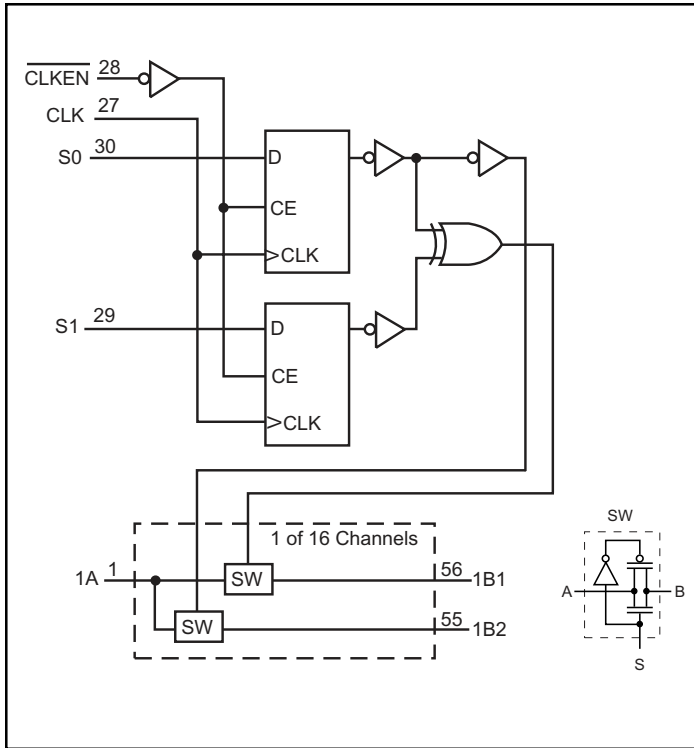 CLKEN 28
CLK 27
S0 30
D
CE
CLK
S1 29
D
CE
CLK
1 of 16 Channels
1A 1
SW
56 1B1
SW
55 1B2
SW
A
B
S